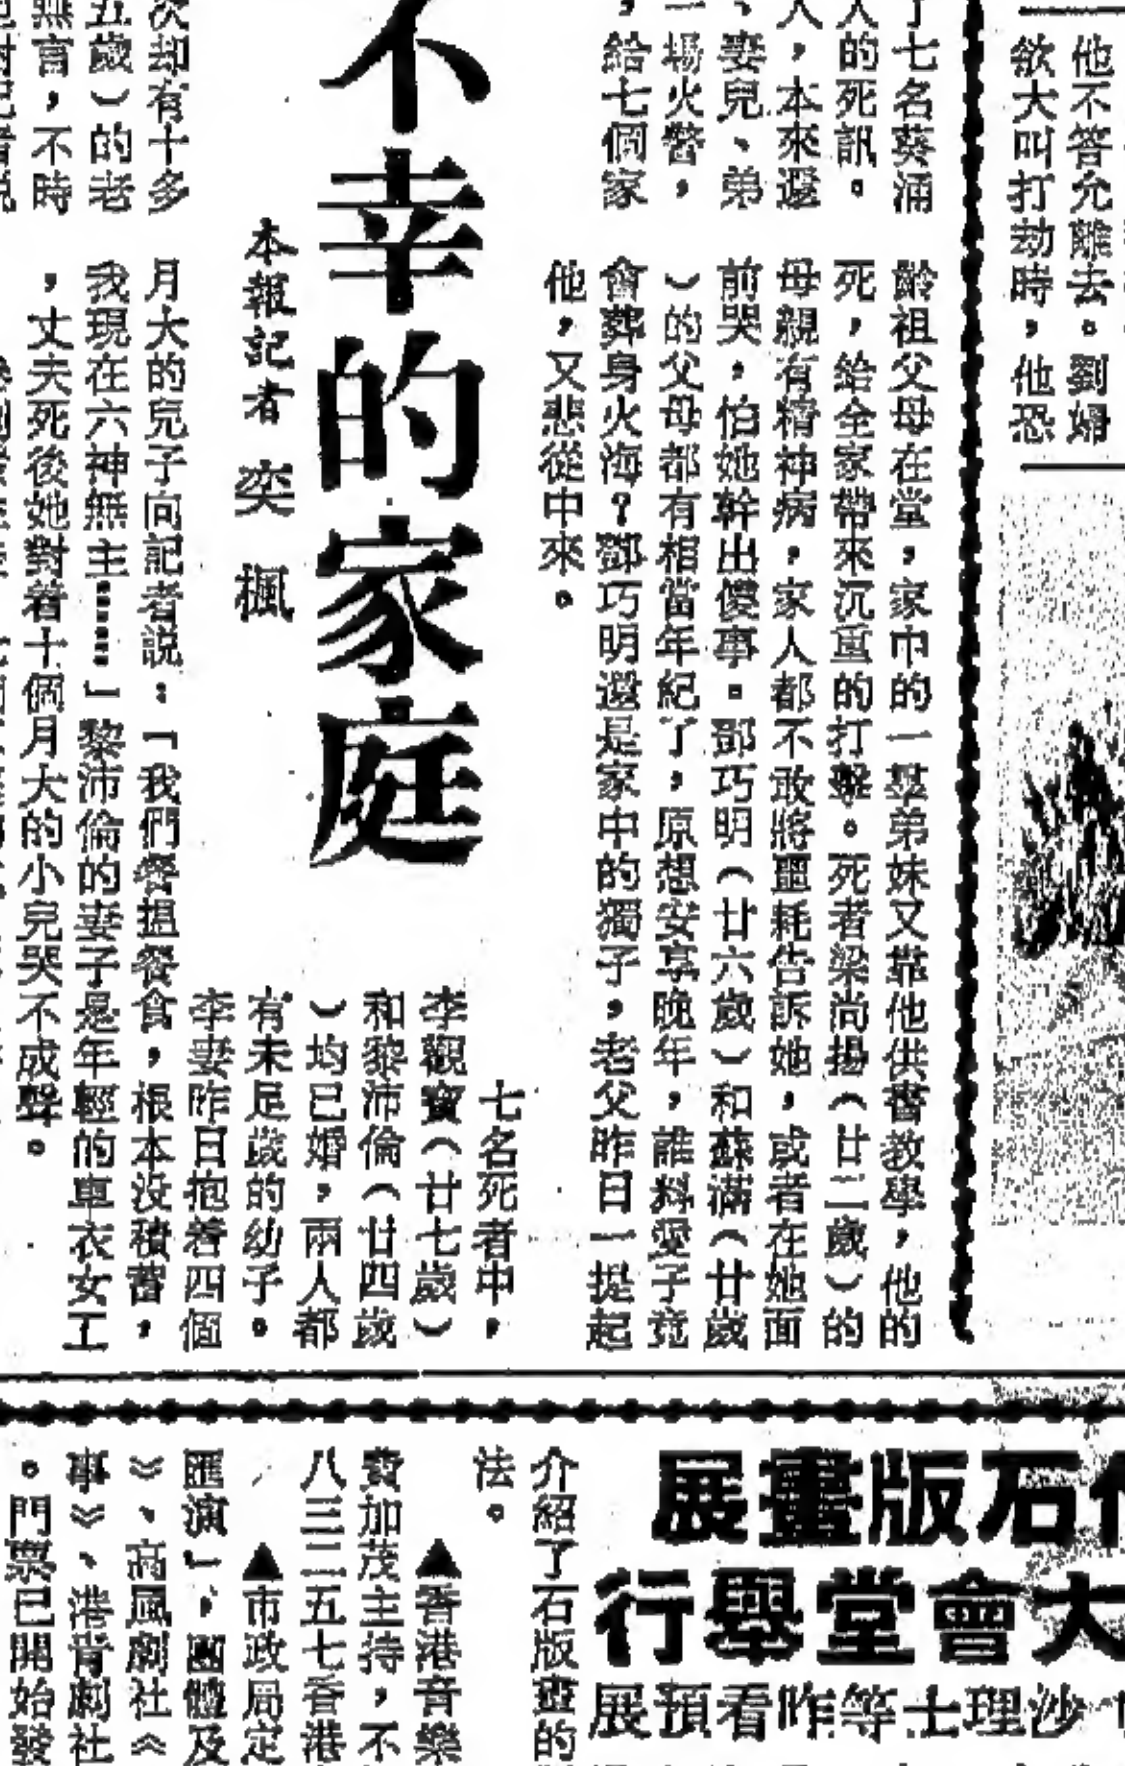 他不答允離去。劉婦
欲大叫打劫時，他恐
了七名葵涌
人的死訊。
人，本來還
、妻兒、弟
一場火警，
，給七個家
齡祖父母在堂，家巾的一羣弟妹又靠他供書教學，他的
死，給全家帶來沉重的打擊。死者梁尚揚（廿二歲）的
母親有精神病，家人都不敢將噩耗告訴她，或者在她面
前哭，怕她幹出傻事。鄧巧明（廿六歲）和蘇滿（廿歲
）的父母都有相當年紀了，原想安享晚年，誰料愛子竟
會葬身火海？鄧巧明還是家中的獨子，老父昨日一提起
他，又悲從中來。
不幸的家庭
本報記者 奕楓
七名死者中，
李觀寶（廿七歲）
和黎沛倫（廿四歲
）均已婚，兩人都
有未足歲的幼子。
李妻昨日抱着四個
次却有十多
五歲）的老
無言，不時
月大的兒子向記者說：「我們餐搵餐食，根本没積蓄，
我現在六神無主……」黎沛倫的妻子是年輕的車衣女工
，丈夫死後她對着十個月大的小兒哭不成聲。
石版畫展
大會堂舉行
沙理士等昨看預展
介紹了石版畫的
法。
▲香港音樂
費加茂主持，不
八三二五七香港
▲市政局定
匯演」，團體及
》、高風劇社《
事》、港青劇社
。門票已開始發